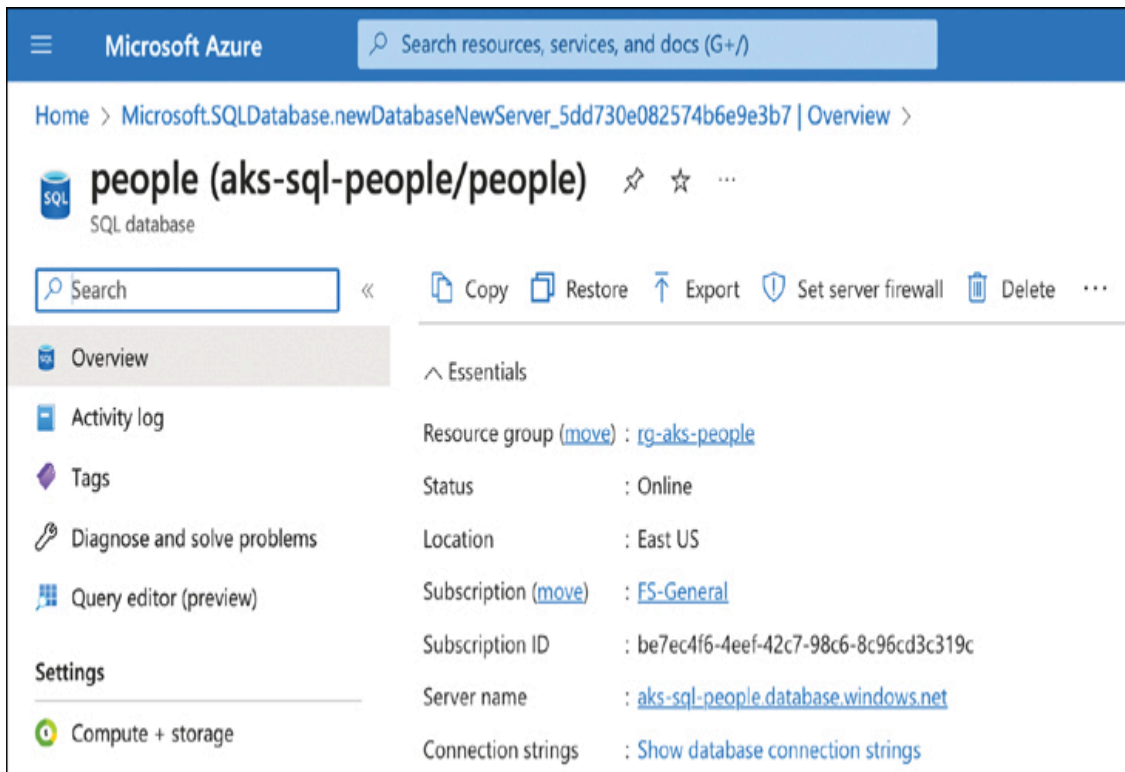 Microsoft Azure
Search resources, services, and docs (G+/)
Home > Microsoft.SQLDatabase.newDatabaseNewServer_5dd730e082574b6e9e3b7 | Overview >
SQL
people (aks-sql-people/people) ...
SQL database
Search «
Copy Restore Export Set server firewall Delete ...
Overview
Essentials
Activity log
Resource group (move) : rg-aks-people
Tags
Status : Online
Diagnose and solve problems
Location : East US
Query editor (preview)
Subscription (move) : FS-General
Subscription ID : be7ec4f6-4eef-42c7-98c6-8c96cd3c319c
Settings
Server name : aks-sql-people.database.windows.net
Compute + storage
Connection strings : Show database connection strings